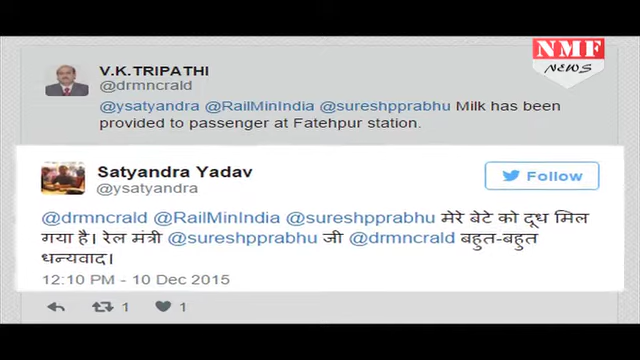 NMF
NEWS
V.K.TRIPATHI
@drmncrald
@ysatyandra @RailMinIndia @sureshpprabhu Milk has been
provided to passenger at Fatehpur station.
Satyandra Yadav
@ysatyandra
Follow
@drmncrald @RailMinIndia @sureshpprabhu मेरे बेटे को दूध मिल
गया है। रेल मंत्री @sureshpprabhu जी @drmncrald बहुत-बहुत
धन्यवाद।
12:10 PM - 10 Dec 2015
1 1